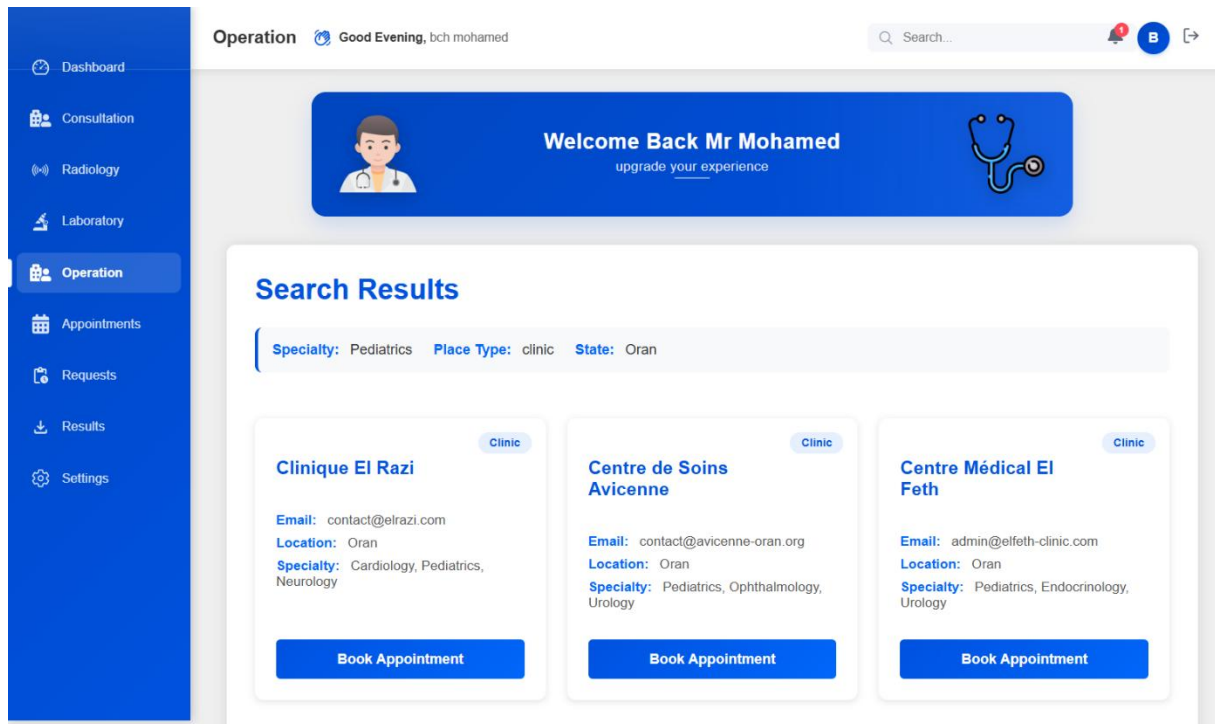 Operation
Good Evening, bch mohamed
Search...
1
B
Dashboard
Consultation
Radiology
Laboratory
Operation
Appointments
Requests
Results
Settings
Welcome Back Mr Mohamed
upgrade your experience
Search Results
Specialty: Pediatrics Place Type: clinic State: Oran
Clinic
Clinique El Razi
Email: contact@elrazi.com
Location: Oran
Specialty: Cardiology, Pediatrics,
Neurology
Book Appointment
Clinic
Centre de Soins
Avicenne
Email: contact@avicenne-oran.org
Location: Oran
Specialty: Pediatrics, Ophthalmology,
Urology
Book Appointment
Clinic
Centre Médical El
Feth
Email: admin@elfeth-clinic.com
Location: Oran
Specialty: Pediatrics, Endocrinology,
Urology
Book Appointment